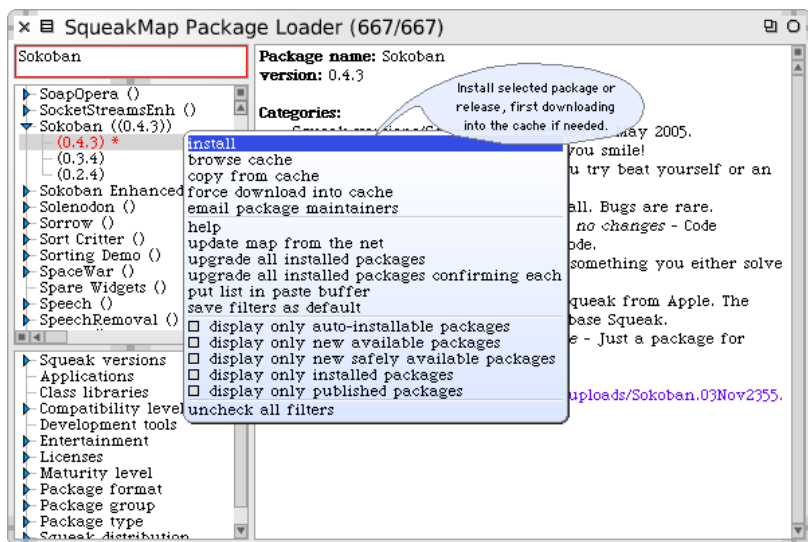 SqueakMap Package Loader (667/667)
Sokoban
SoapOpera ()
SocketStreamsEnh ()
Sokoban ((0.4.3))
(0.4.3) *
(0.3.4)
(0.2.4)
Sokoban Enhanced
Solenodon ()
Sorrow ()
Sort Critter ()
Sorting Demo ()
SpaceWar ()
Spare Widgets ()
Speech ()
SpeechRemoval ()
Squeak versions
Applications
Class libraries
Compatibility level
Development tools
Entertainment
Licenses
Maturity level
Package format
Package group
Package type
Squeak distribution
Package name: Sokoban
version: 0.4.3
Categories:
May 2005.
you smile!
u try beat yourself or an
all. Bugs are rare.
no changes - Code
ode.
something you either solve
queak from Apple. The
base Squeak.
e - Just a package for
uploads/Sokoban.03Nov2355.
Install selected package or
release, first downloading
into the cache if needed.
install
browse cache
copy from cache
force download into cache
email package maintainers
help
update map from the net
upgrade all installed packages
upgrade all installed packages confirming each
put list in paste buffer
save filters as default
display only auto-installable packages
display only new available packages
display only new safely available packages
display only installed packages
display only published packages
uncheck all filters